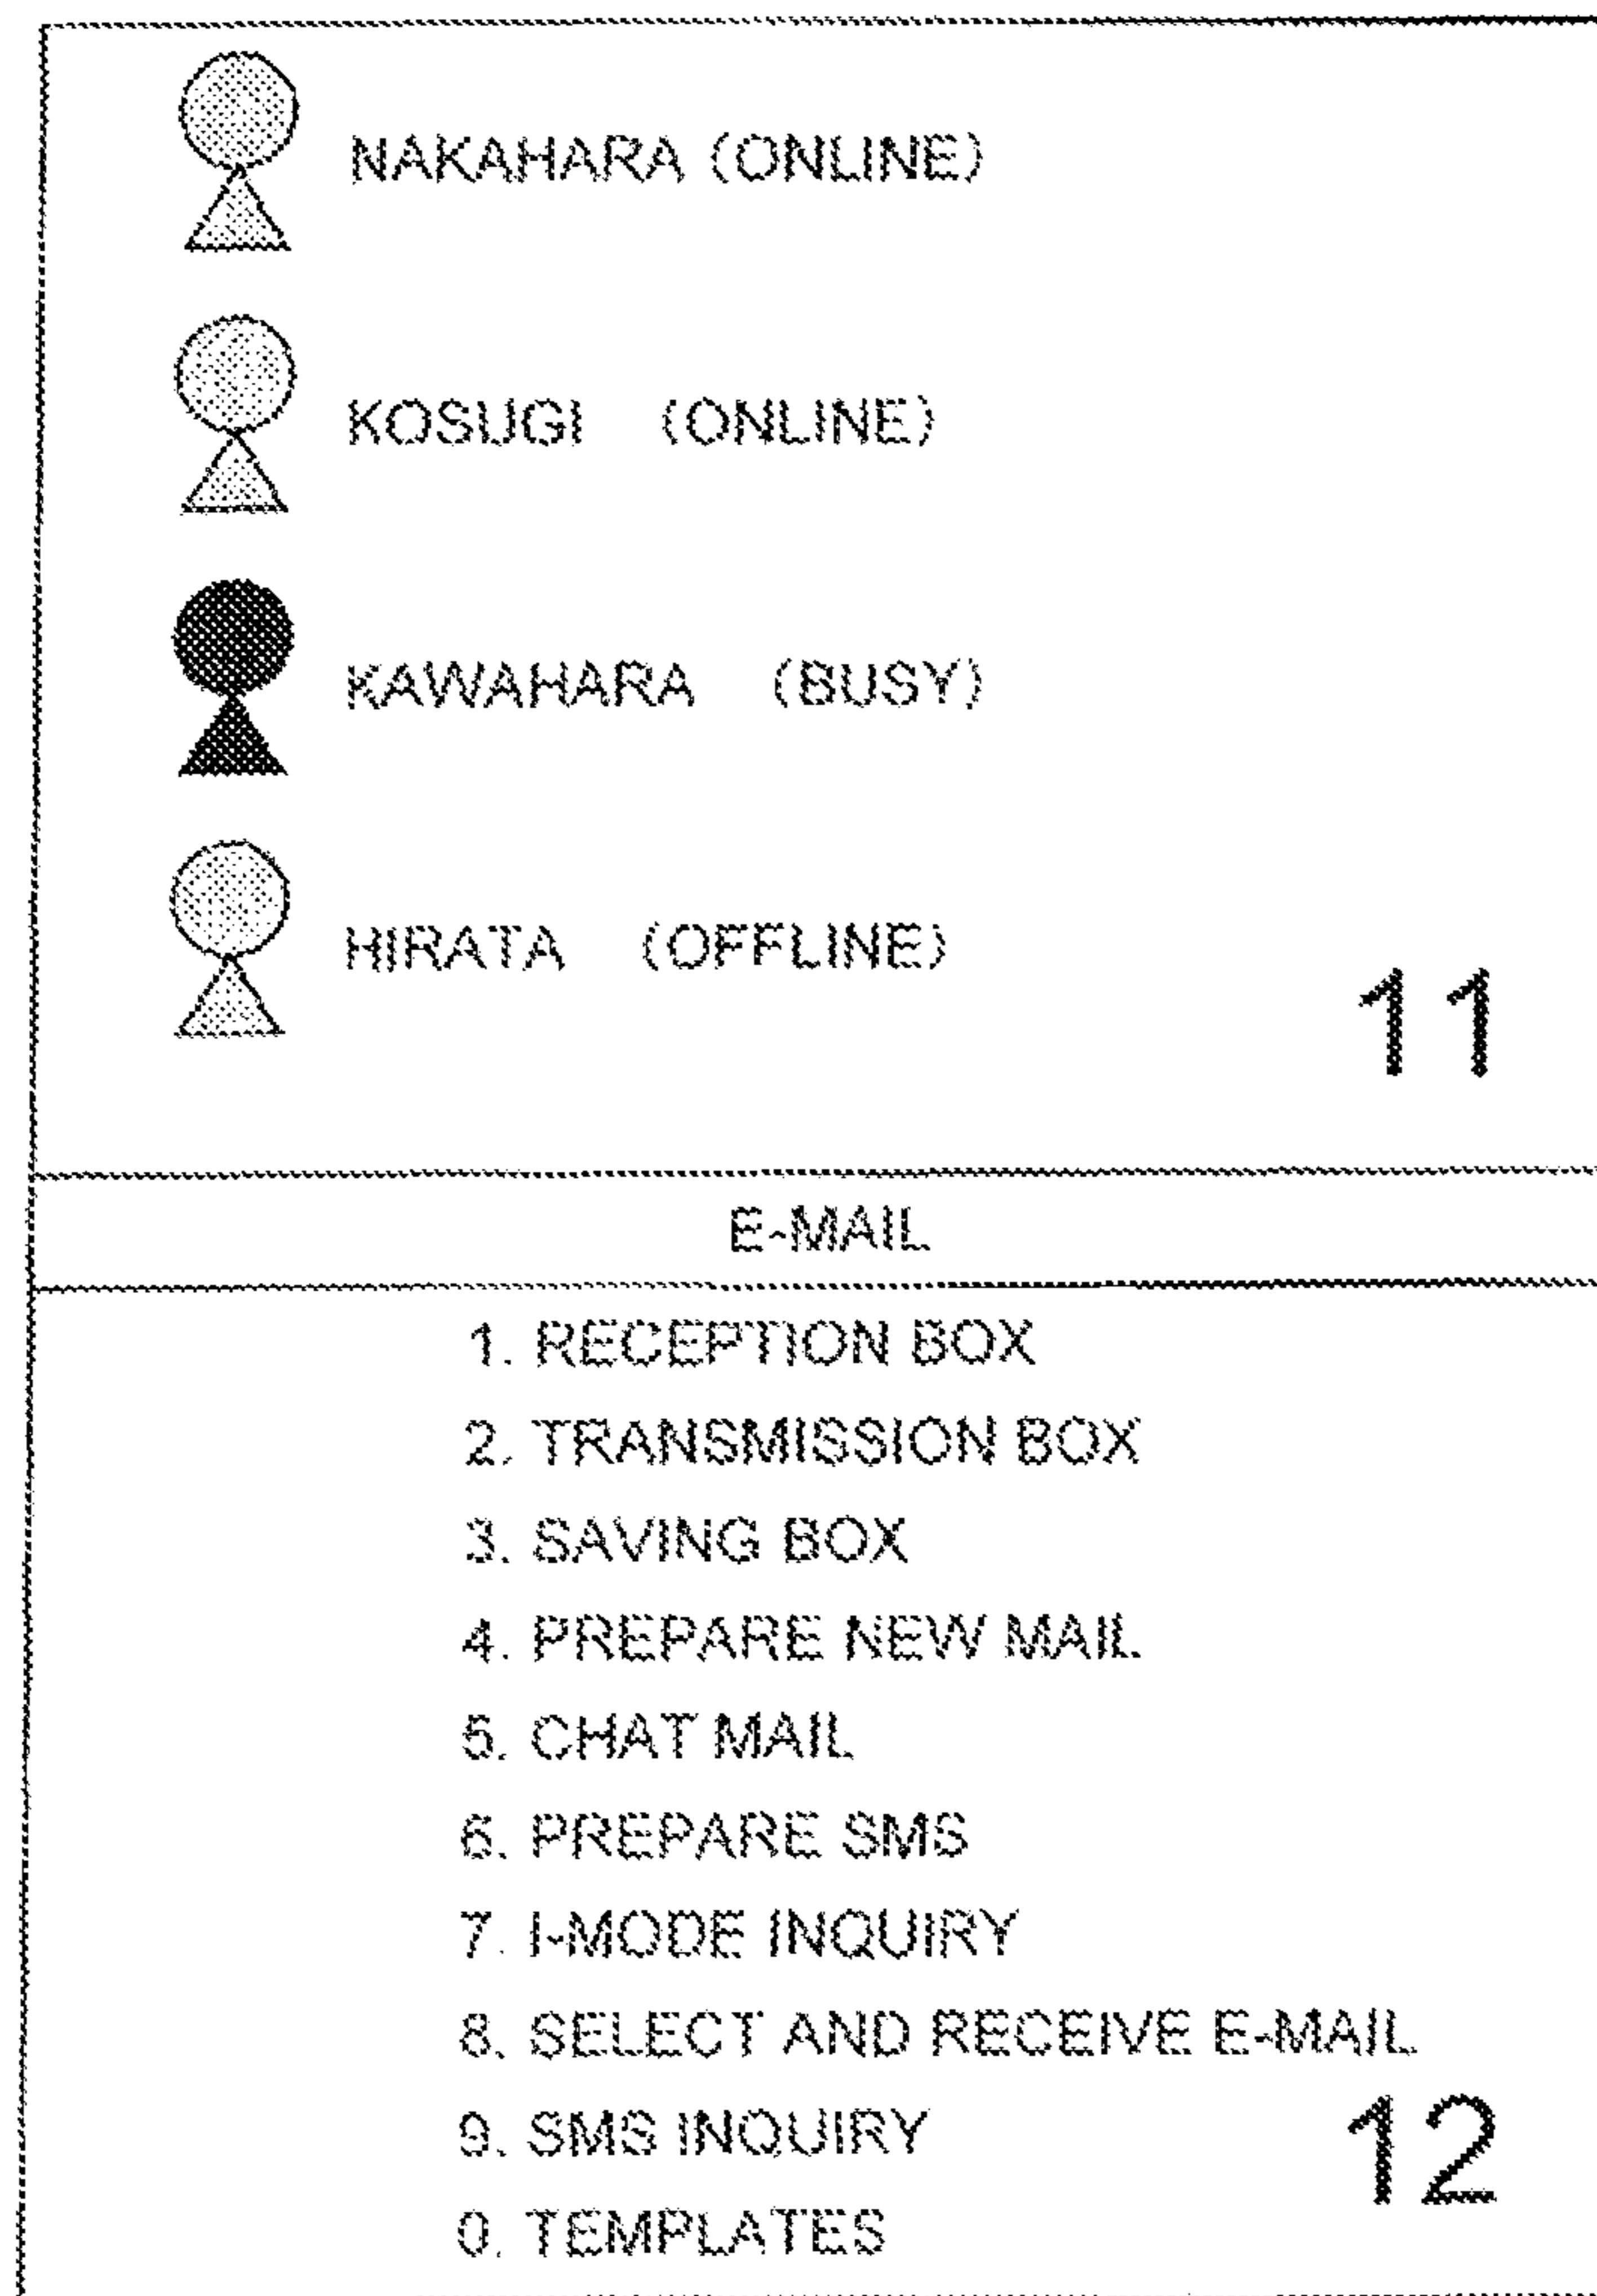 NAKAHARA (ONLINE)
KOSUGI (ONLINE)
KAWAHARA (BUSY)
HIRATA (OFFLINE)
11
E-MAIL
1. RECEPTION BOX
2. TRANSMISSION BOX
3. SAVING BOX
4. PREPARE NEW MAIL
5. CHAT MAIL
6. PREPARE SMS
7. I-MODE INQUIRY
8. SELECT AND RECEIVE E-MAIL
9. SMS INQUIRY
12
0. TEMPLATES